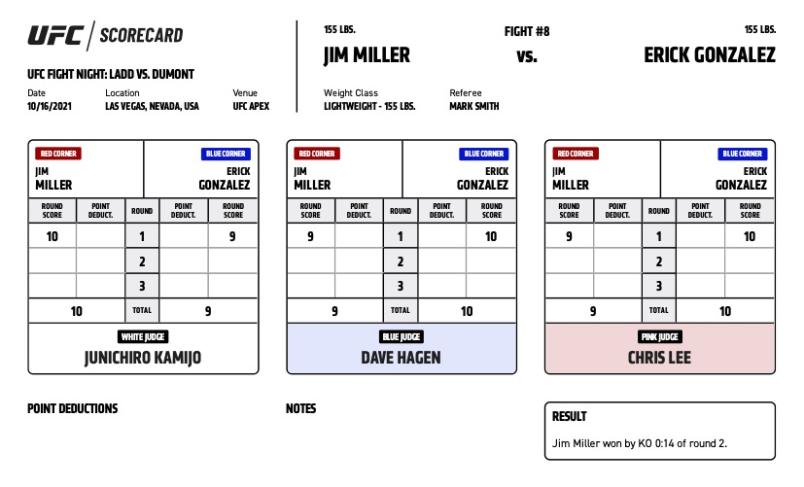 UFC SCORECARD
UFC FIGHT NIGHT: LADD VS. DUMONT
Date Location Venue
10/16/2021 LAS VEGAS, NEVADA, USA UFC APEX
155 LBS. FIGHT #8 155 LBS.
JIM MILLER VS. ERICK GONZALEZ
Weight Class Referee
LIGHTWEIGHT - 155 LBS. MARK SMITH
RED CORNER BLUE CORNER
JIM ERICK
MILLER GONZALEZ
ROUND POINT ROUND POINT ROUND
SCORE DEDUCT. DEDUCT. SCORE
10 1 9
2
3
10 TOTAL 9
WHITE JUDGE
JUNICHIRO KAMIJO
RED CORNER BLUE CORNER
JIM ERICK
MILLER GONZALEZ
ROUND POINT ROUND POINT ROUND
SCORE DEDUCT. DEDUCT. SCORE
9 1 10
2
3
9 TOTAL 10
BLUE JUDGE
DAVE HAGEN
RED CORNER BLUE CORNER
JIM ERICK
MILLER GONZALEZ
ROUND POINT ROUND POINT ROUND
SCORE DEDUCT. DEDUCT. SCORE
9 1 10
2
3
9 TOTAL 10
PINK JUDGE
CHRIS LEE
POINT DEDUCTIONS
NOTES
RESULT
Jim Miller won by KO 0:14 of round 2.